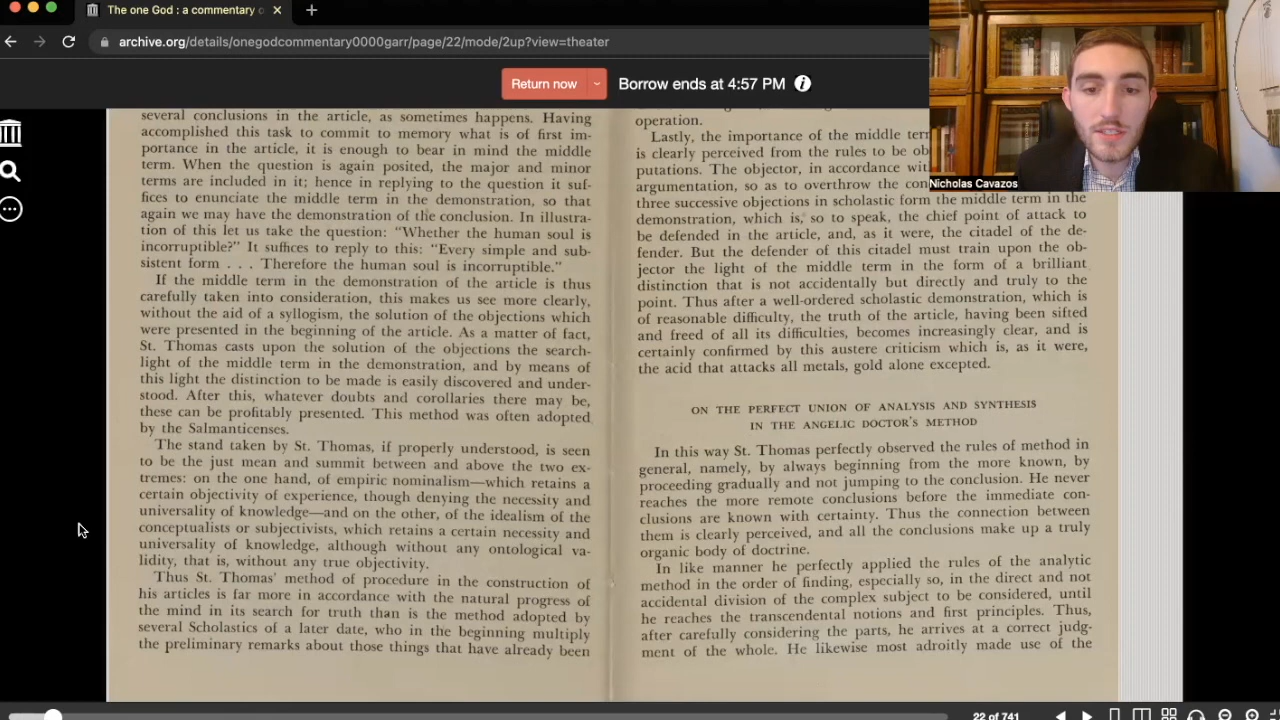 The one God : a commentary o
archive.org/details/onegodcommentary0000garr/page/22/mode/2up?view=theater
Return now
Borrow ends at 4:57 PM
Nicholas Cavazos
several conclusions in the article, as sometimes happens. Having
accomplished this task to commit to memory what is of first im-
portance in the article, it is enough to bear in mind the middle
term. When the question is again posited, the major and minor
terms are included in it; hence in replying to the question it suf-
fices to enunciate the middle term in the demonstration, so that
again we may have the demonstration of the conclusion. In illustra-
tion of this let us take the question: "Whether the human soul is
incorruptible?" It suffices to reply to this: "Every simple and sub-
sistent form . . . Therefore the human soul is incorruptible."
If the middle term in the demonstration of the article is thus
carefully taken into consideration, this makes us see more clearly,
without the aid of a syllogism, the solution of the objections which
were presented in the beginning of the article. As a matter of fact,
St. Thomas casts upon the solution of the objections the search-
light of the middle term in the demonstration, and by means of
this light the distinction to be made is easily discovered and under-
stood. After this, whatever doubts and corollaries there may be,
these can be profitably presented. This method was often adopted
by the Salmanticenses.
The stand taken by St. Thomas, if properly understood, is seen
to be the just mean and summit between and above the two ex-
tremes: on the one hand, of empiric nominalism—which retains a
certain objectivity of experience, though denying the necessity and
universality of knowledge—and on the other, of the idealism of the
conceptualists or subjectivists, which retains a certain necessity and
universality of knowledge, although without any ontological va-
lidity, that is, without any true objectivity.
Thus St. Thomas' method of procedure in the construction of
his articles is far more in accordance with the natural progress of
the mind in its search for truth than is the method adopted by
several Scholastics of a later date, who in the beginning multiply
the preliminary remarks about those things that have already been
operation.
Lastly, the importance of the middle ter
is clearly perceived from the rules to be ob
putations. The objector, in accordance wit
argumentation, so as to overthrow the con
three successive objections in scholastic form the middle term in the
demonstration, which is, so to speak, the chief point of attack to
be defended in the article, and, as it were, the citadel of the de-
fender. But the defender of this citadel must train upon the ob-
jector the light of the middle term in the form of a brilliant
distinction that is not accidentally but directly and truly to the
point. Thus after a well-ordered scholastic demonstration, which is
of reasonable difficulty, the truth of the article, having been sifted
and freed of all its difficulties, becomes increasingly clear, and is
certainly confirmed by this austere criticism which is, as it were,
the acid that attacks all metals, gold alone excepted.
ON THE PERFECT UNION OF ANALYSIS AND SYNTHESIS
IN THE ANGELIC DOCTOR'S METHOD
In this way St. Thomas perfectly observed the rules of method in
general, namely, by always beginning from the more known, by
proceeding gradually and not jumping to the conclusion. He never
reaches the more remote conclusions before the immediate con-
clusions are known with certainty. Thus the connection between
them is clearly perceived, and all the conclusions make up a truly
organic body of doctrine.
In like manner he perfectly applied the rules of the analytic
method in the order of finding, especially so, in the direct and not
accidental division of the complex subject to be considered, until
he reaches the transcendental notions and first principles. Thus,
after carefully considering the parts, he arrives at a correct judg-
ment of the whole. He likewise most adroitly made use of the
22 of 741